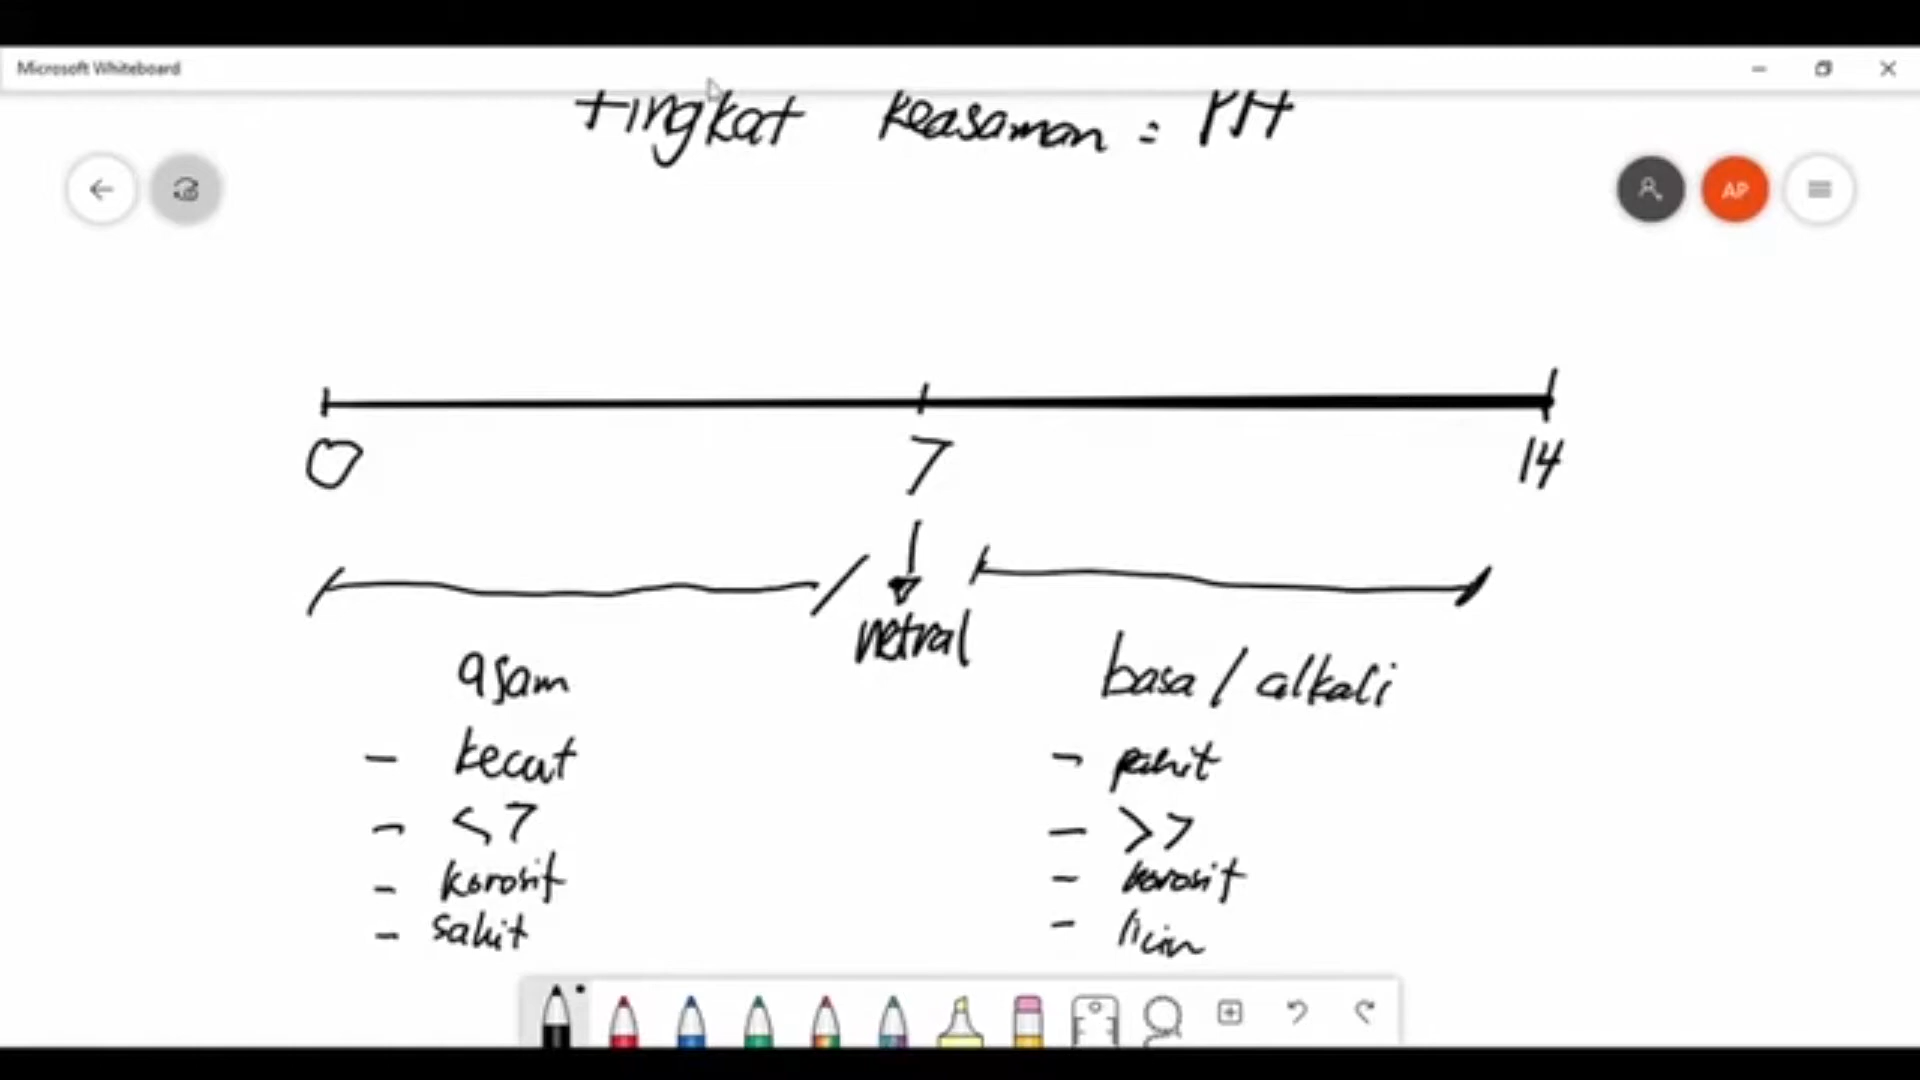 Microsoft Whiteboard
tingkat keasaman = PH
AP
0 7 14
netral
asam
- kecut
- < 7
- korosif
- sakit
basa / alkali
- pahit
- > 7
- korosif
- licin